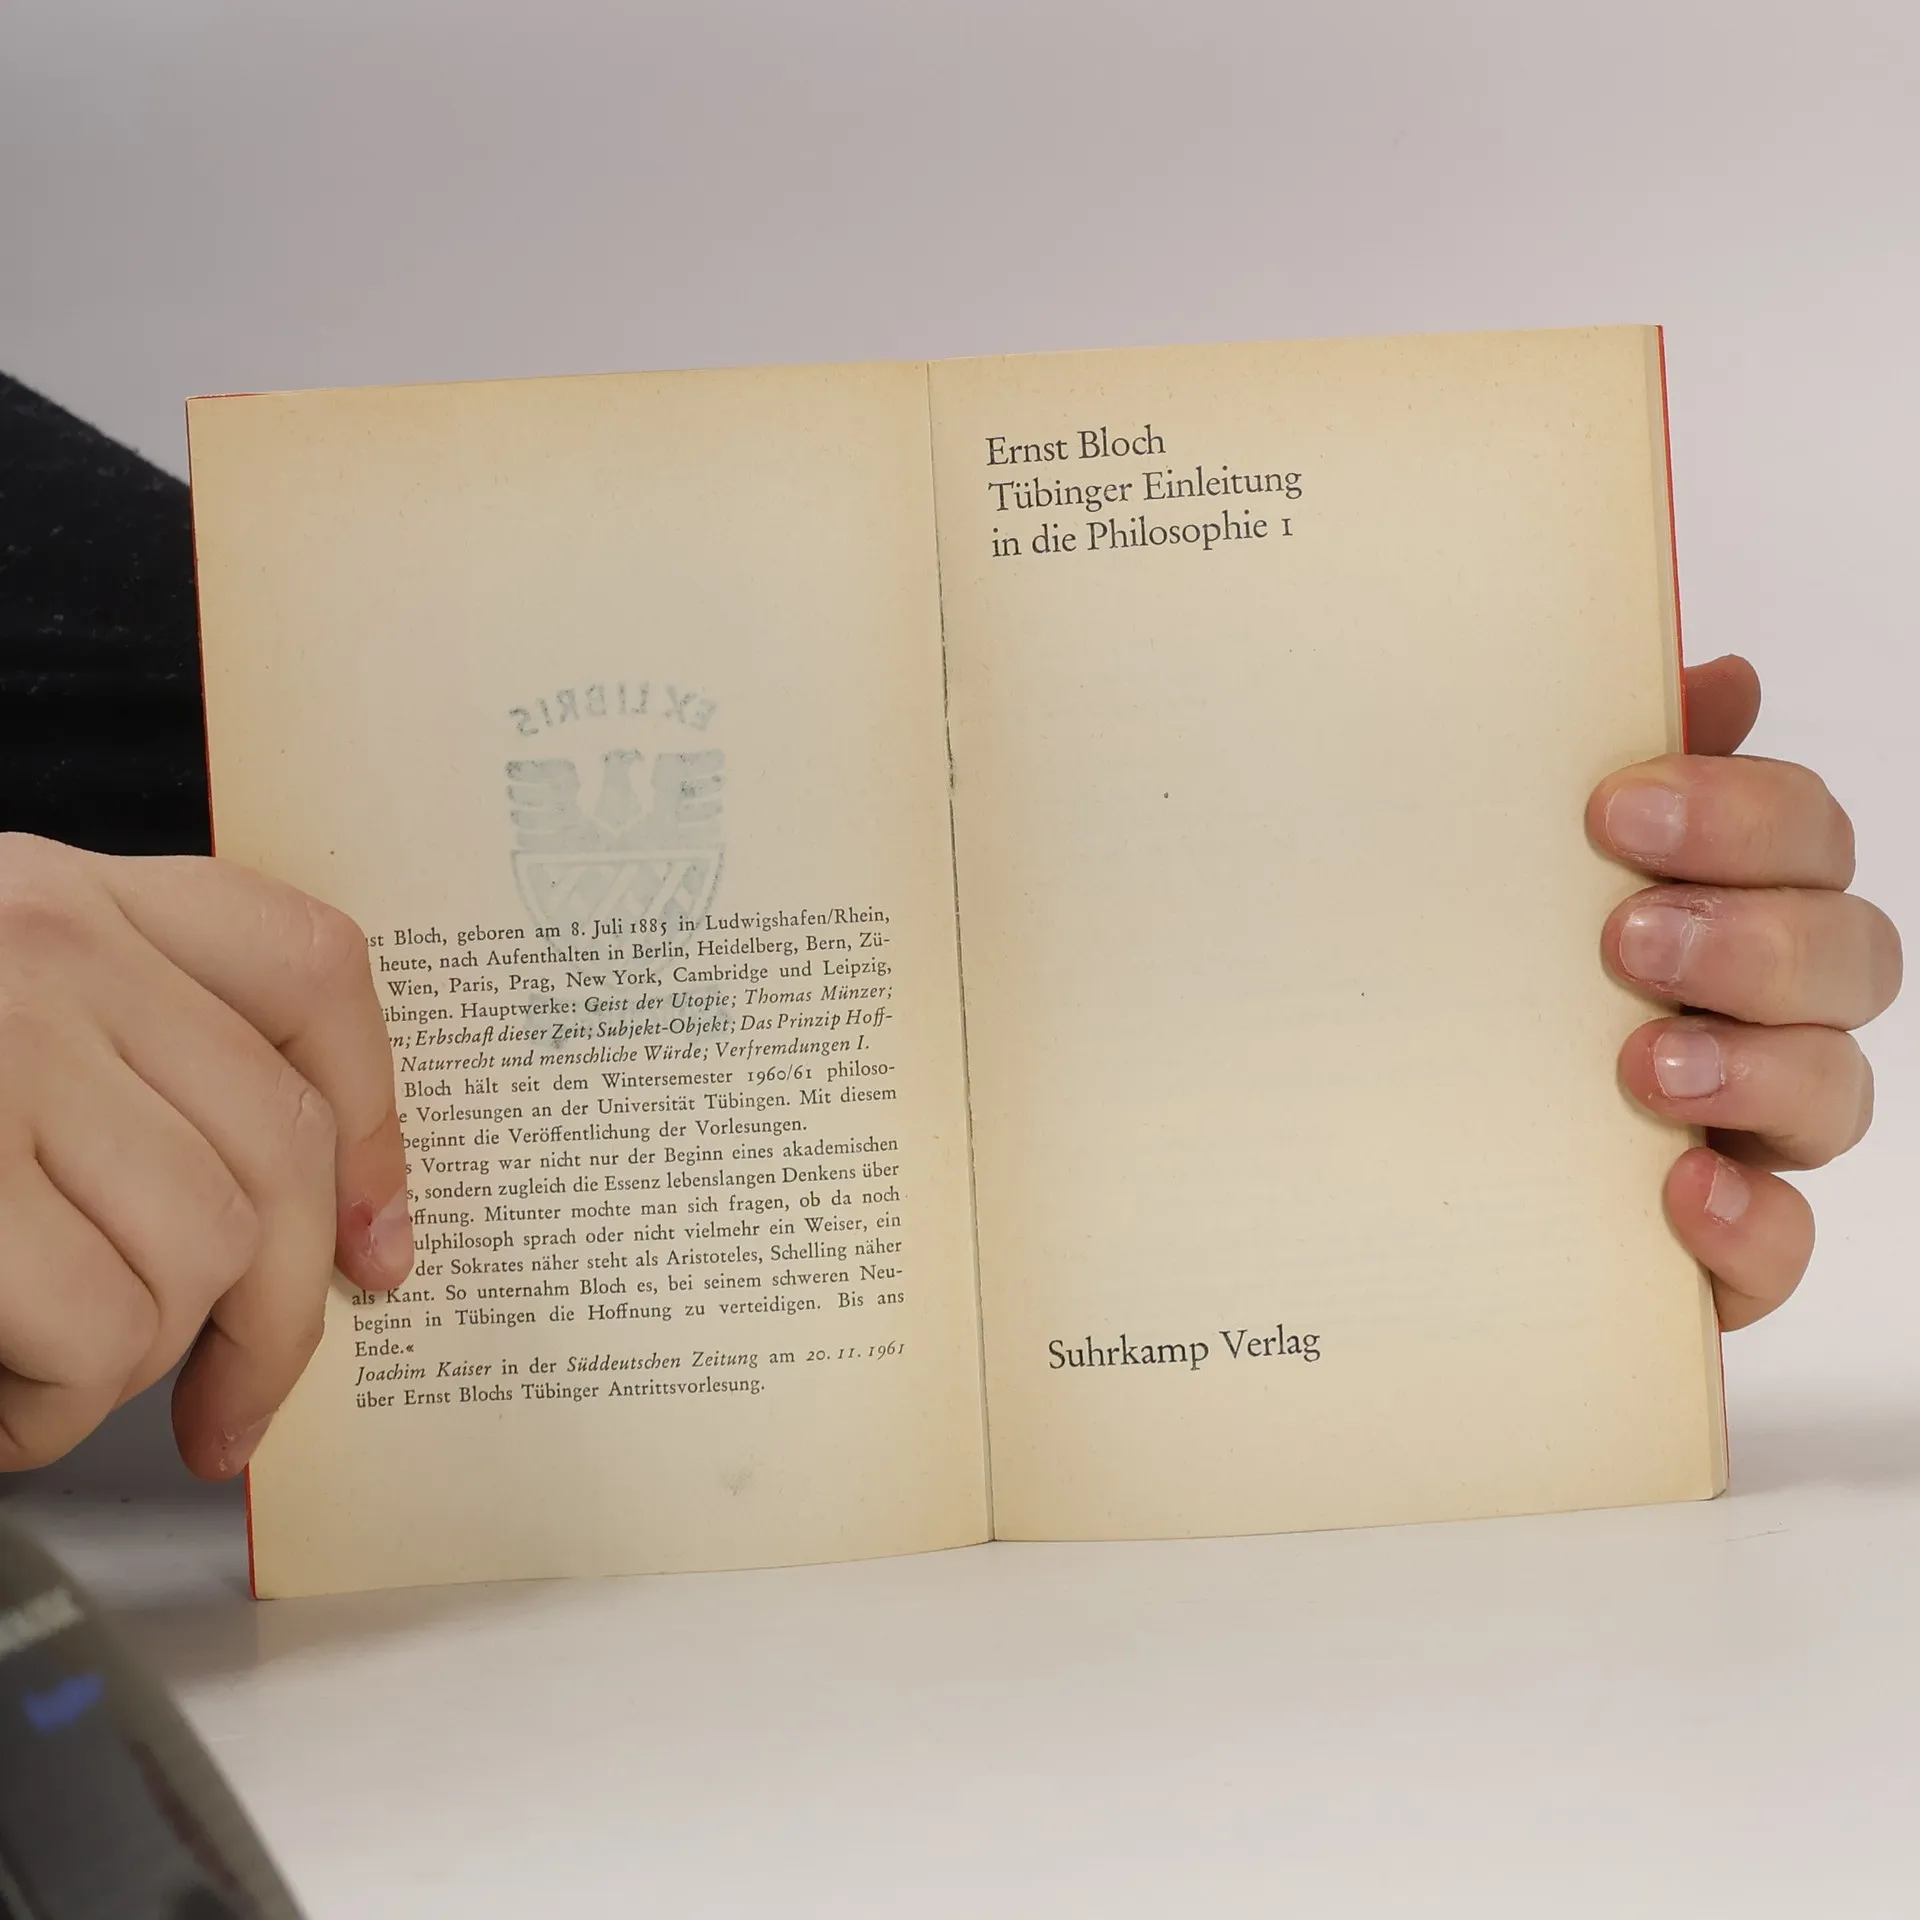 EX LIBRIS
st Bloch, geboren am 8. Juli 1885 in Ludwigshafen/Rhein,
heute, nach Aufenthalten in Berlin, Heidelberg, Bern, Zü-
Wien, Paris, Prag, New York, Cambridge und Leipzig,
übingen. Hauptwerke: Geist der Utopie; Thomas Münzer;
n; Erbschaft dieser Zeit; Subjekt-Objekt; Das Prinzip Hoff-
Naturrecht und menschliche Würde; Verfremdungen I.
Bloch hält seit dem Wintersemester 1960/61 philoso-
e Vorlesungen an der Universität Tübingen. Mit diesem
beginnt die Veröffentlichung der Vorlesungen.
s Vortrag war nicht nur der Beginn eines akademischen
s, sondern zugleich die Essenz lebenslangen Denkens über
ffnung. Mitunter mochte man sich fragen, ob da noch
ulphilosoph sprach oder nicht vielmehr ein Weiser, ein
der Sokrates näher steht als Aristoteles, Schelling näher
als Kant. So unternahm Bloch es, bei seinem schweren Neu-
beginn in Tübingen die Hoffnung zu verteidigen. Bis ans
Ende.«
Joachim Kaiser in der Süddeutschen Zeitung am 20. 11. 1961
über Ernst Blochs Tübinger Antrittsvorlesung.
Ernst Bloch
Tübinger Einleitung
in die Philosophie 1
Suhrkamp Verlag